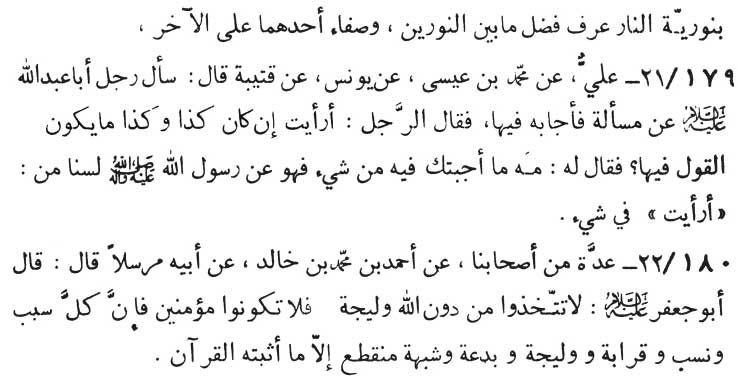 بنوريّة النار عرف فضل مابين النورين ، وصفاء أحدهما على الآخر ،
٢١/١٧٩ـ عليٌّ، عن محمّد بن عيسى ، عن يونس، عن قتيبة قال: سأل رجل أباعبدالله
عليه السلام عن مسألة فأجابه فيها، فقال الرَّجل : أرأيت إن كان كذا وكذا مايكون
القول فيها؟ فقال له : مَه ما أجبتك فيه من شيء فهو عن رسول الله صلى الله عليه وآله لسنا من :
«أرأيت» في شيء .
٢٢/١٨٠ـ عدَّة من أصحابنا ، عن أحمدبن محمّدبن خالد ، عن أبيه مرسلاً قال : قال
أبوجعفر عليه السلام : لاتتّخذوا من دون الله وليجة فلاتكونوا مؤمنين فإنَّ كلَّ سبب
ونسب و قرابة و وليجة و بدعة وشبهة منقطع إلاّ ما أثبته القرآن .